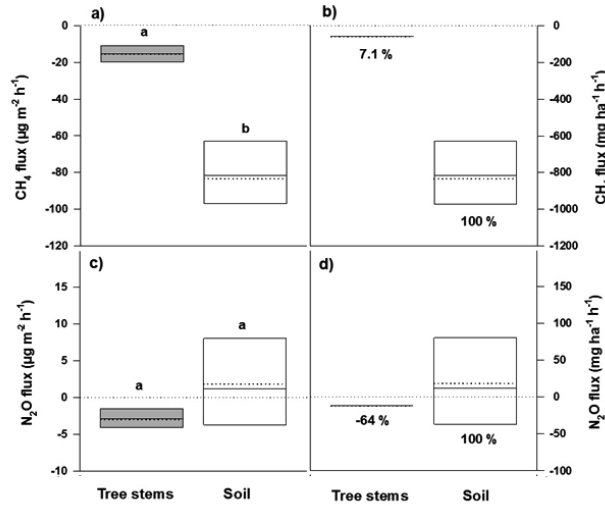 a)
b)
0
-20
-40
-60
-80
-100
-120
CH4 flux (µg m-2 h-1)
a
b
7.1 %
100 %
0
-200
-400
-600
-800
-1000
-1200
CH4 flux (mg ha-1 h-1)
c)
d)
15
10
5
0
-5
-10
N2O flux (µg m-2 h-1)
a
a
-64 %
100 %
150
100
50
0
-50
-100
N2O flux (mg ha-1 h-1)
Tree stems
Soil
Tree stems
Soil